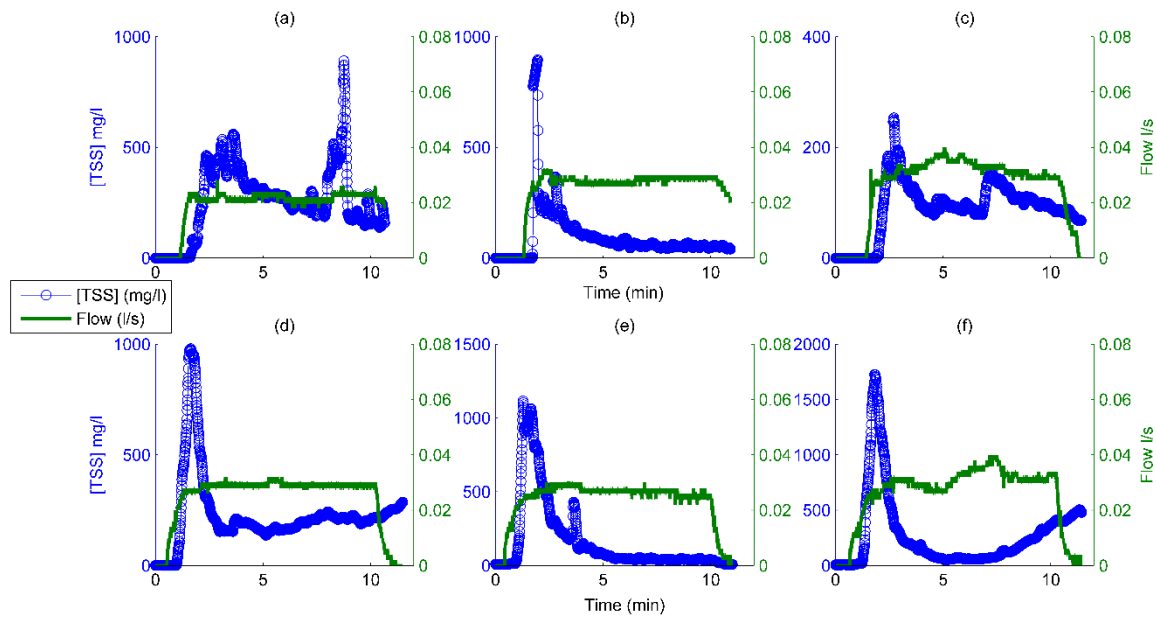 (a) (b) (c)
1000 0.08 1000 0.08 400 0.08
[TSS] mg/l 0.06 0.06 0.06 Flow l/s
500 0.04 500 0.04 200 0.04
0.02 0.02 0.02
0 0 0 0 0 0
0 5 10 0 5 10 0 5 10
Time (min)
[TSS] (mg/l)
Flow (l/s)
(d) (e) (f)
1000 0.08 1500 0.08 2000 0.08
[TSS] mg/l 0.06 0.06 1500 0.06 Flow l/s
1000
500 0.04 0.04 1000 0.04
500 0.02 500 0.02
0.02
0 0 0 0 0 0
0 5 10 0 5 10 0 5 10
Time (min)